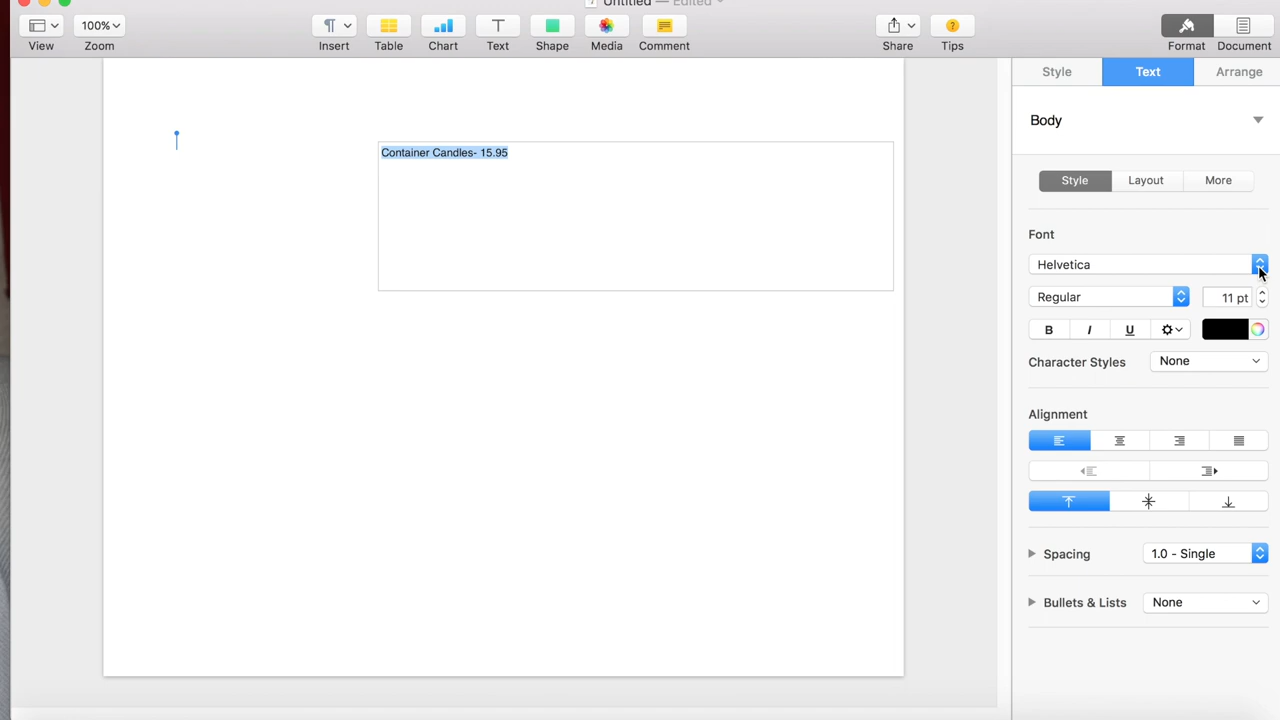 Untitled — Edited
100%
View
Zoom
Insert
Table
Chart
Text
Shape
Media
Comment
Share
Tips
Format
Document
Style
Text
Arrange
Body
Style
Layout
More
Font
Helvetica
Regular
11 pt
B
I
U
Character Styles
None
Alignment
Spacing
1.0 - Single
Bullets & Lists
None
Container Candles- 15.95